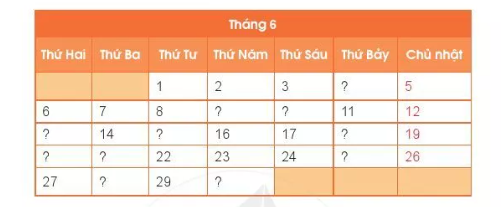 Tháng 6
Thứ Hai Thứ Ba Thứ Tư Thứ Năm Thứ Sáu Thứ Bảy Chủ nhật
1 2 3 ? 5
6 7 8 ? ? 11 12
? 14 ? 16 17 ? 19
? ? 22 23 24 ? 26
27 ? 29 ?